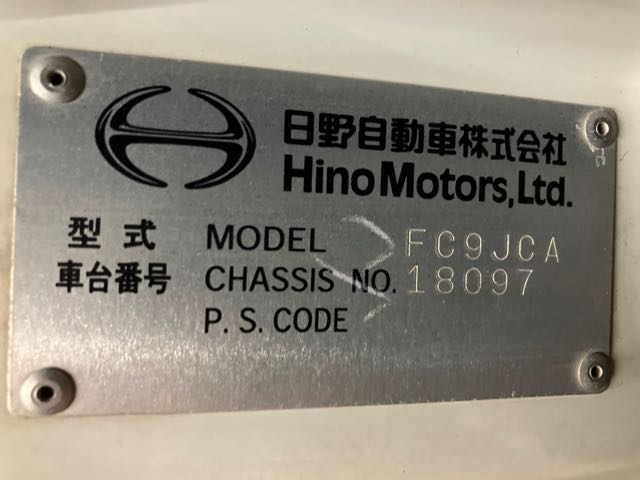 日野自動車株式会社
Hino Motors, Ltd.
型式 MODEL FC9JCA
車台番号 CHASSIS NO. 18097
P. S. CODE